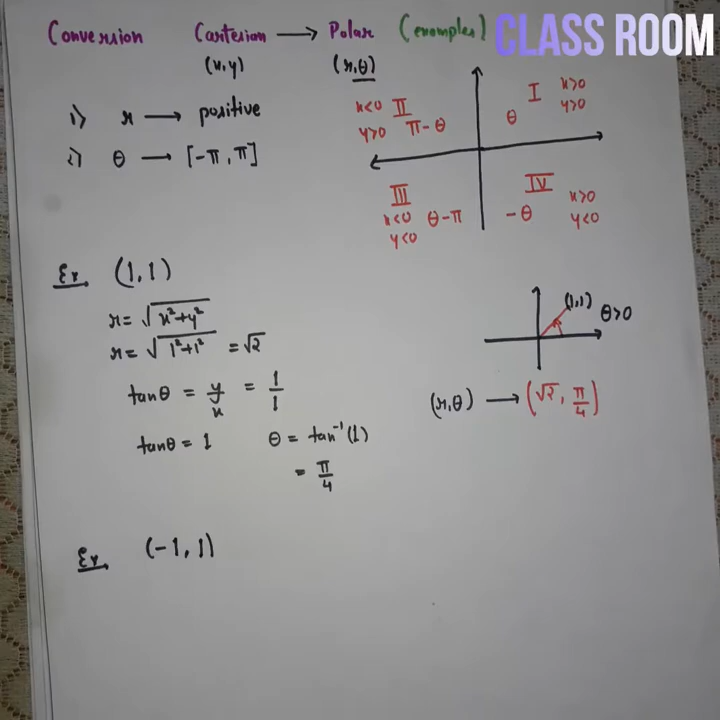 Conversion Cartesian → Polar (examples) CLASS ROOM
(x,y) (r,θ)
1) r → positive
2) θ → [-π, π]
x<0 II
y>0 π-θ
I x>0
θ y>0
III
x<0 θ-π
y<0
IV x>0
-θ y<0
Ex. (1,1)
r = √x²+y²
r = √1²+1² = √2
tanθ = y/x = 1/1
tanθ = 1 θ = tan⁻¹(1)
= π/4
(1,1) θ>0
(r,θ) → (√2, π/4)
Ex. (-1,1)